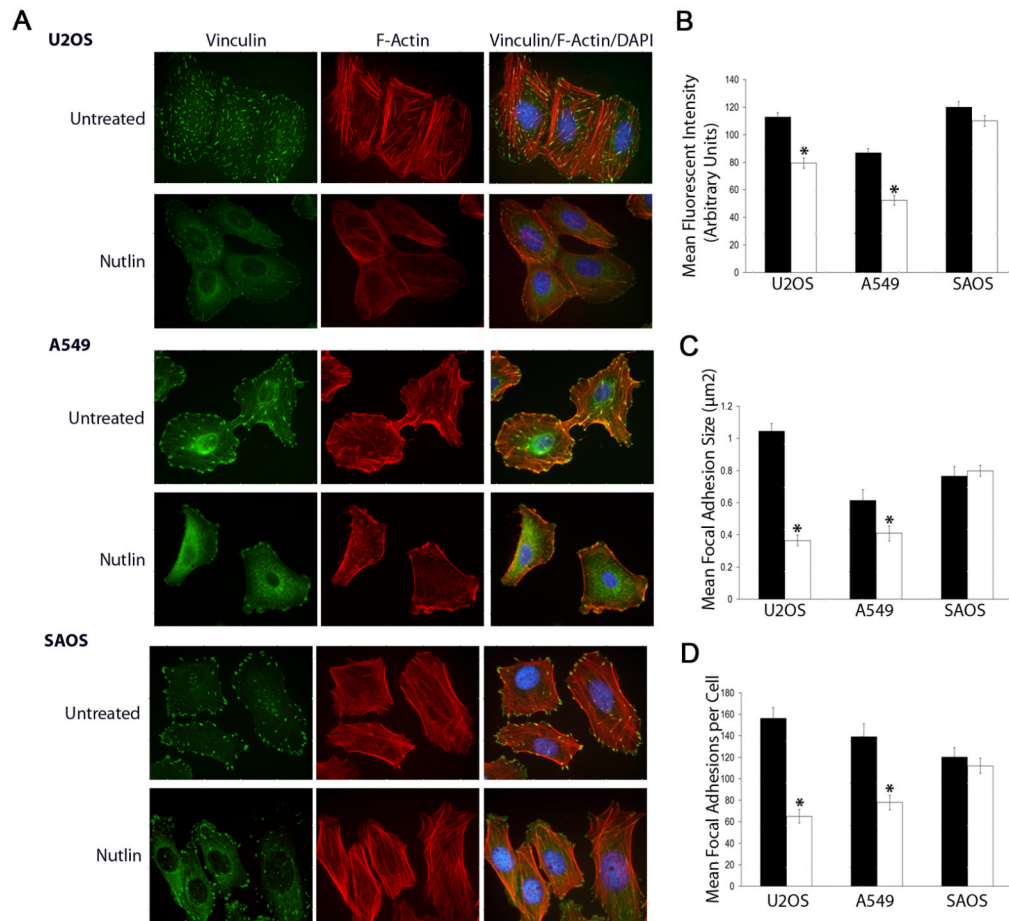 A
U2OS
Vinculin F-Actin Vinculin/F-Actin/DAPI
Untreated
Nutlin
A549
Untreated
Nutlin
SAOS
Untreated
Nutlin
B
Mean Fluorescent Intensity
(Arbitrary Units)
140
120
100
80
60
40
20
0
*
*
U2OS A549 SAOS
C
Mean Focal Adhesion Size (μm2)
1.2
1
0.8
0.6
0.4
0.2
0
*
*
U2OS A549 SAOS
D
Mean Focal Adhesions per Cell
180
160
140
120
100
80
60
40
20
0
*
*
U2OS A549 SAOS